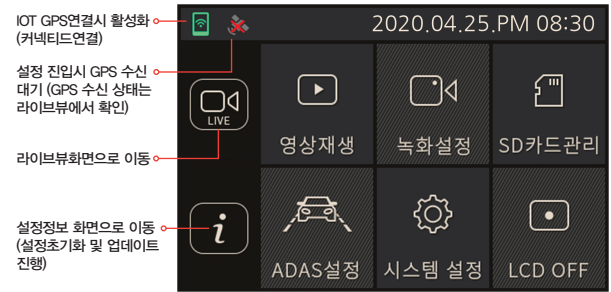 IOT GPS연결시 활성화
(커넥티드연결)
2020.04.25.PM 08:30
설정 진입시 GPS 수신
대기 (GPS 수신 상태는
라이브뷰에서 확인)
LIVE
영상재생
녹화설정
SD카드관리
라이브뷰화면으로 이동
설정정보 화면으로 이동
(설정초기화 및 업데이트
진행)
i
ADAS설정
시스템 설정
LCD OFF